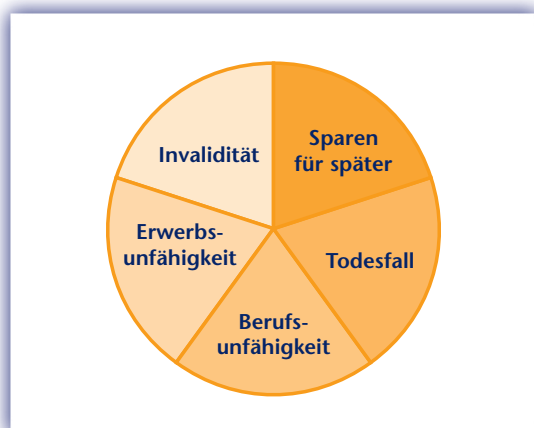 Sparen
für später
Todesfall
Berufs-
unfähigkeit
Erwerbs-
unfähigkeit
Invalidität